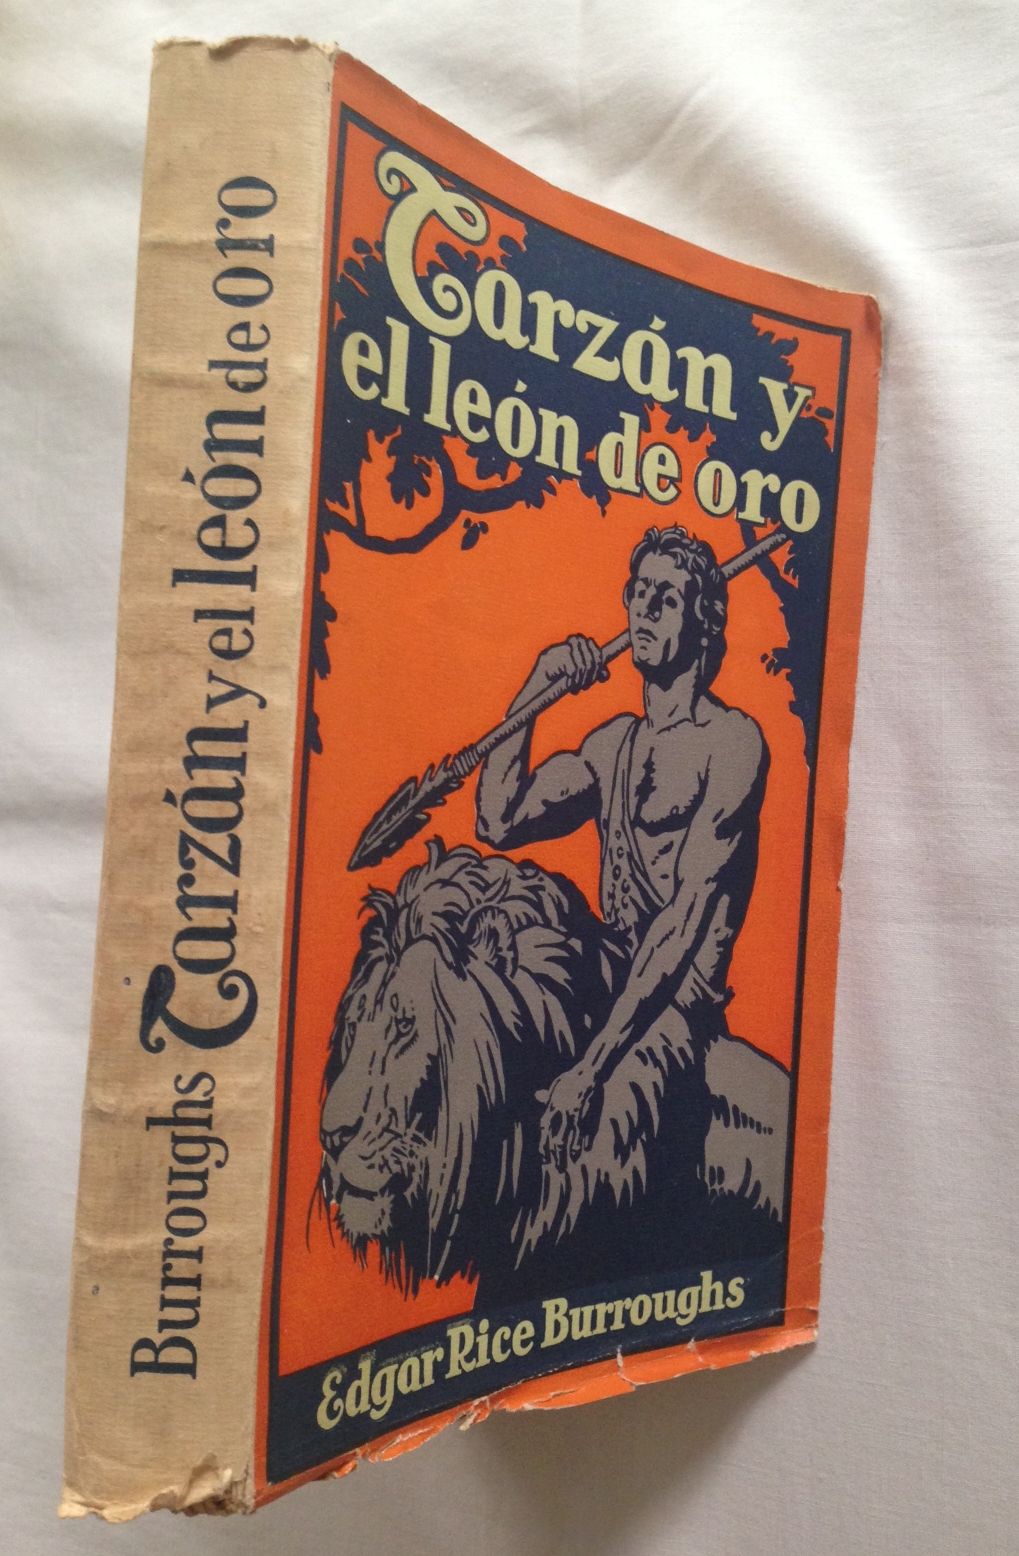 Burroughs Tarzán y el león de oro
Tarzán y
el león de oro
Edgar Rice Burroughs